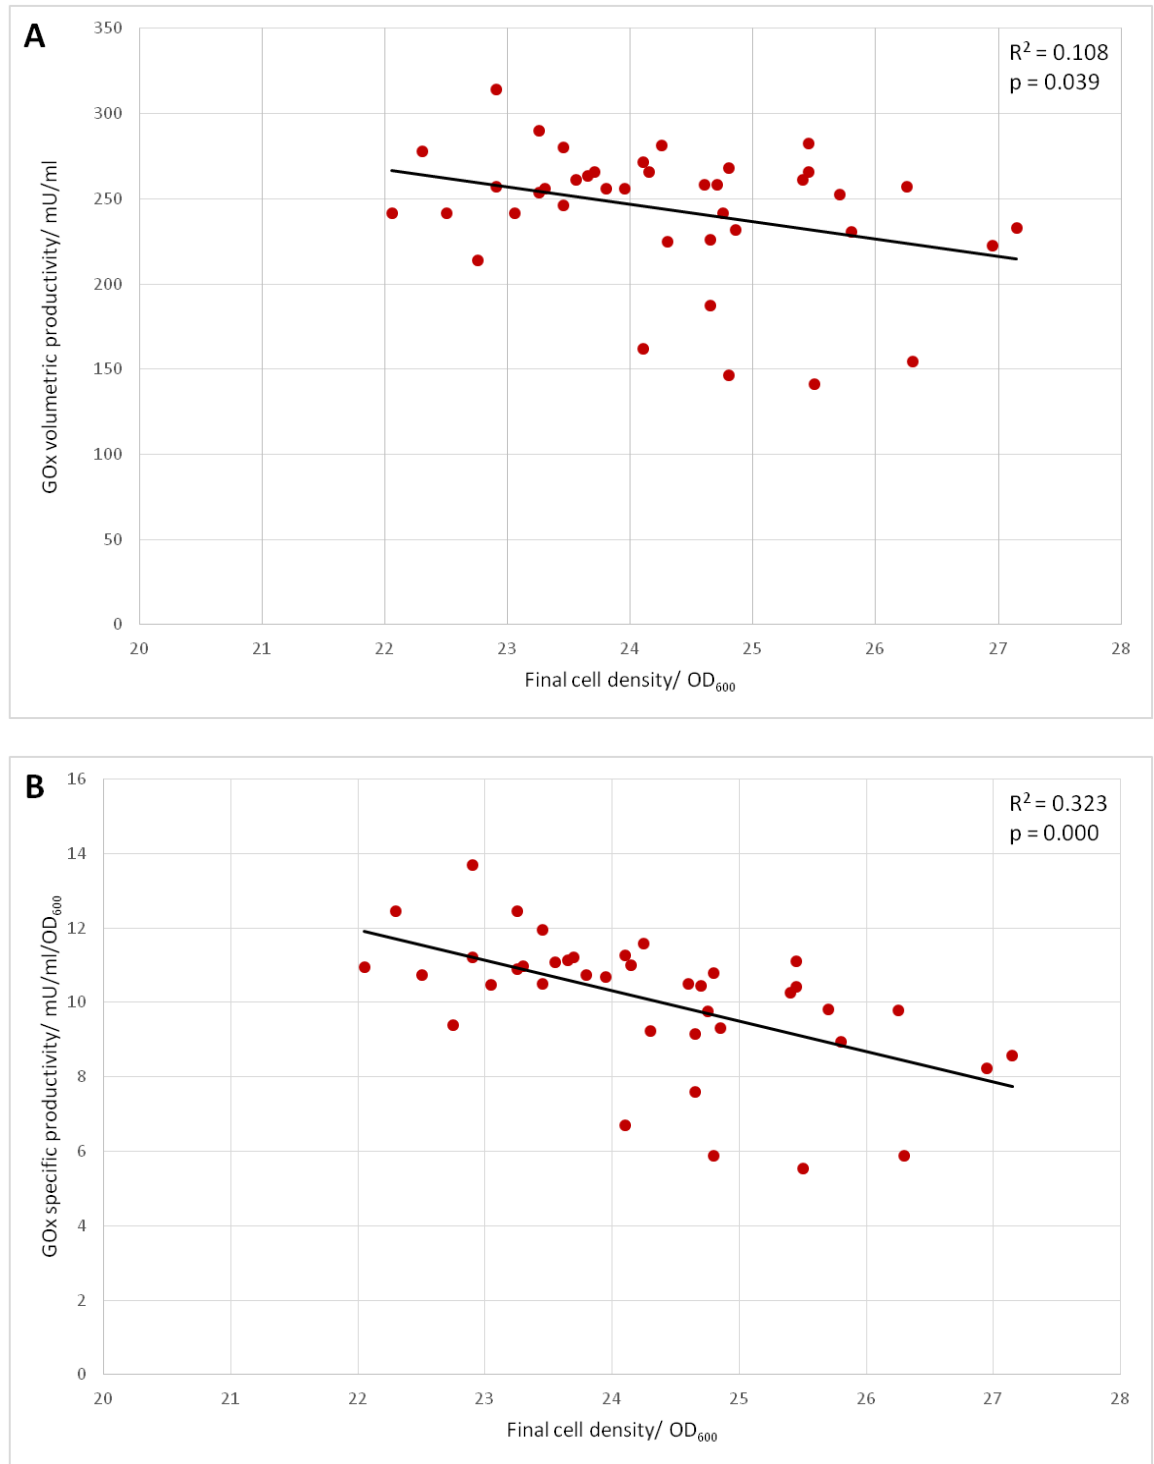 A
R² = 0.108
p = 0.039
350
300
250
200
150
100
50
0
GOx volumetric productivity/ mU/ml
20 21 22 23 24 25 26 27 28
Final cell density/ OD₆₀₀
B
R² = 0.323
p = 0.000
16
14
12
10
8
6
4
2
0
GOx specific productivity/ mU/ml/OD₆₀₀
20 21 22 23 24 25 26 27 28
Final cell density/ OD₆₀₀